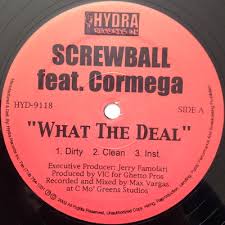 HYDRA
SCREWBALL
feat. Cormega
HYD-9118
SIDE A
"WHAT THE DEAL"
1. Dirty 2. Clean 3. Inst
Executive Producer: Jerry Famolari
Produced by VIC for Ghetto Pros
Recorded and Mixed by Max Vargas
at C Mo' Greens Studios